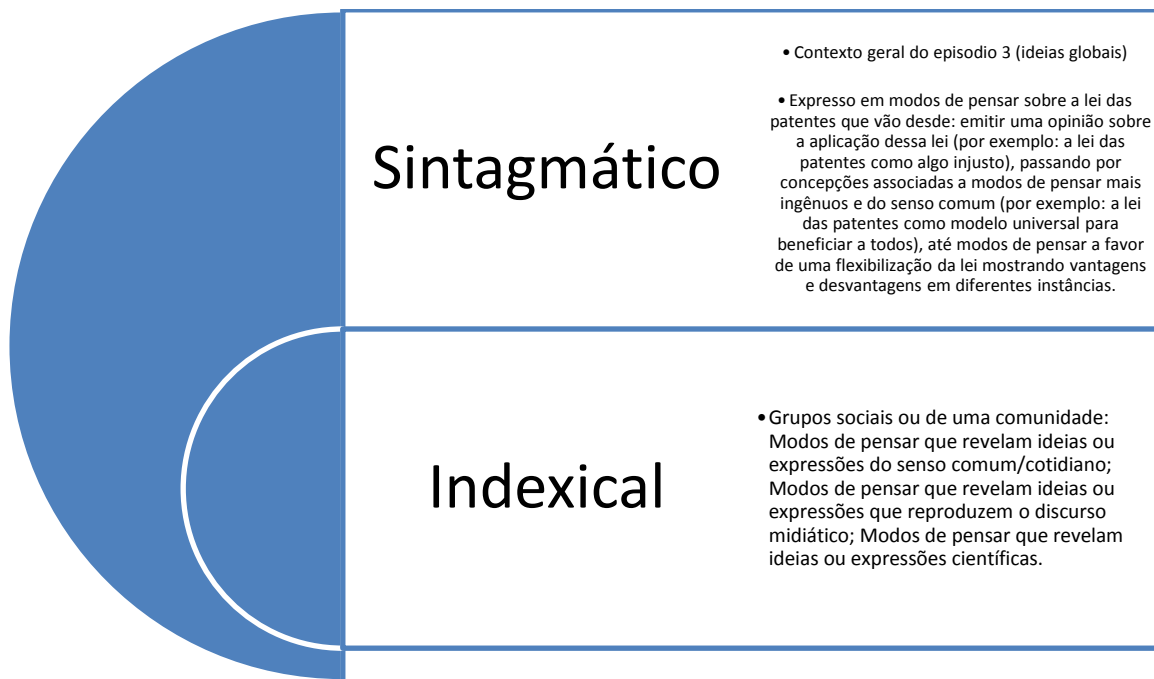 Sintagmático
• Contexto geral do episodio 3 (ideias globais)
• Expresso em modos de pensar sobre a lei das
patentes que vão desde: emitir uma opinião sobre
a aplicação dessa lei (por exemplo: a lei das
patentes como algo injusto), passando por
concepções associadas a modos de pensar mais
ingênuos e do senso comum (por exemplo: a lei
das patentes como modelo universal para
beneficiar a todos), até modos de pensar a favor
de uma flexibilização da lei mostrando vantagens
e desvantagens em diferentes instâncias.
Indexical
•Grupos sociais ou de uma comunidade:
Modos de pensar que revelam ideias ou
expressões do senso comum/cotidiano;
Modos de pensar que revelam ideias ou
expressões que reproduzem o discurso
midiático; Modos de pensar que revelam
ideias ou expressões científicas.